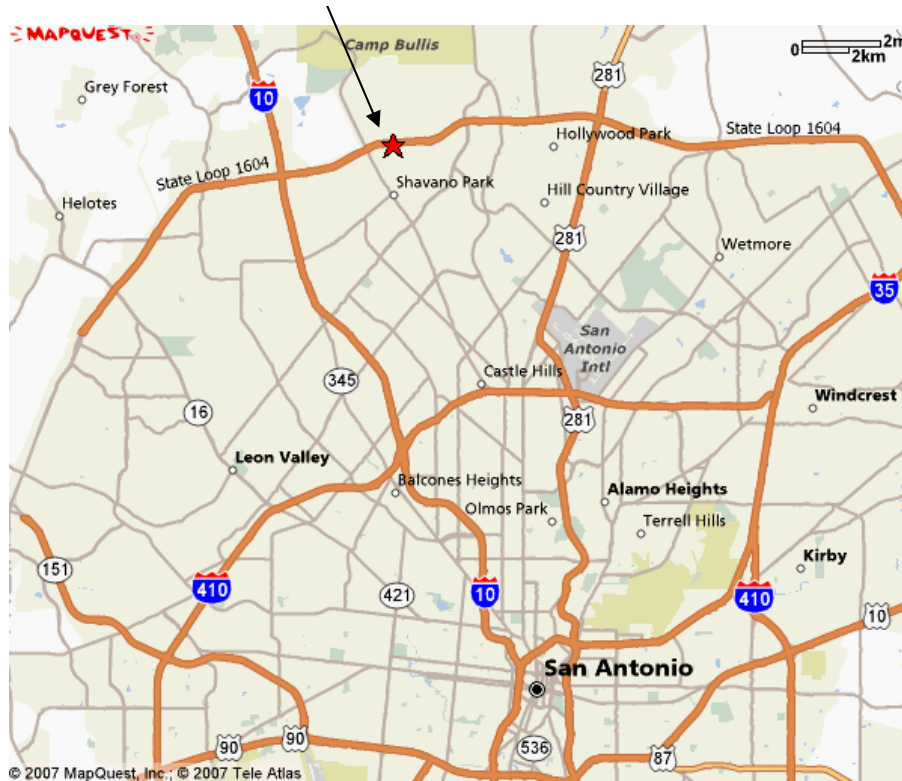 MAPQUEST
Camp Bullis
0
2m
2km
281
Grey Forest
10
Hollywood Park
State Loop 1604
State Loop 1604
Shavano Park
Hill Country Village
Helotes
281
Wetmore
35
San
Antonio
Intl
345
Castle Hills
Windcrest
16
281
Leon Valley
Balcones Heights
Alamo Heights
Olmos Park
Terrell Hills
Kirby
151
410
421
10
410
10
San Antonio
90
90
536
87
© 2007 MapQuest, Inc.; © 2007 Tele Atlas